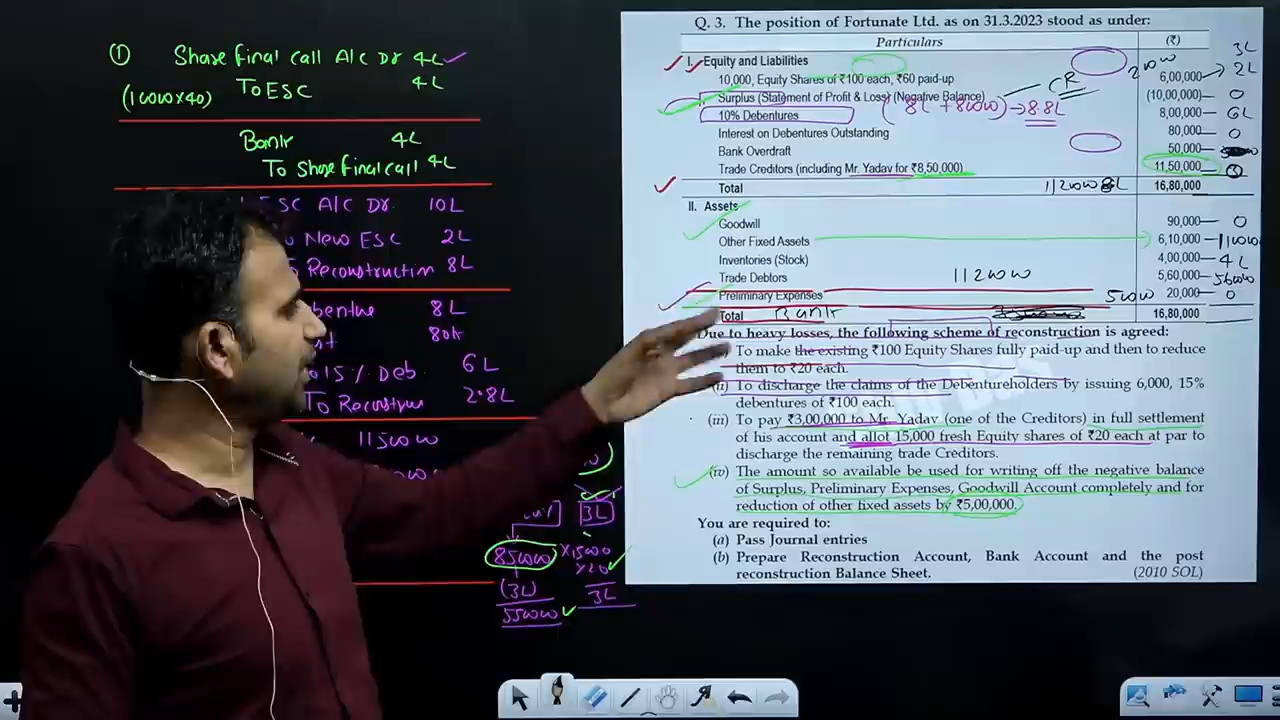 ① Share final call A/C Dr 4L
(10000x40) To ESC 4L
Bank 4L
To Share final call 4L
ESC A/C Dr. 10L
New ESC 2L
Reconstruction 8L
8L
80k
15% Deb. 6L
To Reconstrun 2.8L
1150000
3L
850000 x15000
x20
(3L) 3L
550000
Q. 3. The position of Fortunate Ltd. as on 31.3.2023 stood as under:
Particulars (₹)
3L
I. Equity and Liabilities
10,000, Equity Shares of ₹100 each, ₹60 paid-up 6,00,000 2L
Surplus (Statement of Profit & Loss) (Negative Balance) CR (10,00,000) 0
10% Debentures (8L + 80000) → 8.8L 8,00,000 6L
Interest on Debentures Outstanding 80,000 0
Bank Overdraft 50,000
Trade Creditors (including Mr. Yadav for ₹8,50,000) 11,50,000
Total 16,80,000
II. Assets
Goodwill 90,000 0
Other Fixed Assets 6,10,000 110000
Inventories (Stock) 4,00,000 4L
Trade Debtors 1120000 5,60,000 560000
Preliminary Expenses 50000 20,000 0
Total Bank 16,80,000
Due to heavy losses, the following scheme of reconstruction is agreed:
To make the existing ₹100 Equity Shares fully paid-up and then to reduce
them to ₹20 each.
(ii) To discharge the claims of the Debentureholders by issuing 6,000, 15%
debentures of ₹100 each.
(iii) To pay ₹3,00,000 to Mr. Yadav (one of the Creditors) in full settlement
of his account and allot 15,000 fresh Equity shares of ₹20 each at par to
discharge the remaining trade Creditors.
(iv) The amount so available be used for writing off the negative balance
of Surplus, Preliminary Expenses, Goodwill Account completely and for
reduction of other fixed assets by ₹5,00,000.
You are required to:
(a) Pass Journal entries
(b) Prepare Reconstruction Account, Bank Account and the post
reconstruction Balance Sheet. (2010 SOL)